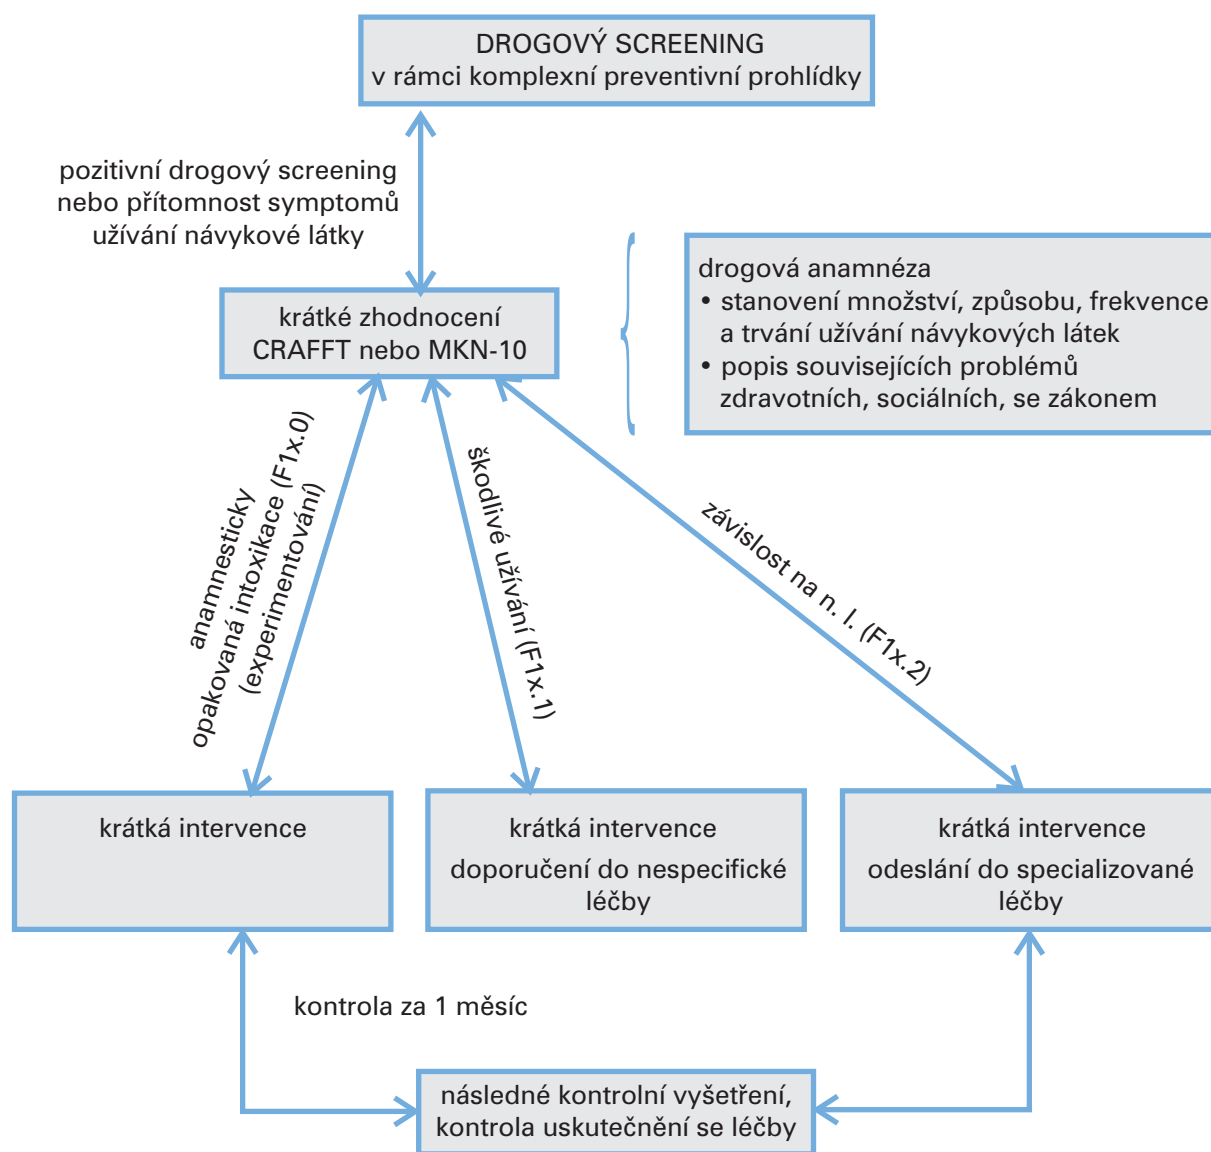 DROGOVÝ SCREENING
v rámci komplexní preventivní prohlídky
pozitivní drogový screening
nebo přítomnost symptomů
užívání návykové látky
krátké zhodnocení
CRAFFT nebo MKN-10
drogová anamnéza
• stanovení množství, způsobu, frekvence
a trvání užívání návykových látek
• popis souvisejících problémů
zdravotních, sociálních, se zákonem
anamnesticky
opakovaná intoxikace (F1x.0)
(experimentování)
škodlivé užívání (F1x.1)
závislost na n. l. (F1x.2)
krátká intervence
krátká intervence
doporučení do nespecifické
léčby
krátká intervence
odeslání do specializované
léčby
kontrola za 1 měsíc
následné kontrolní vyšetření,
kontrola uskutečnění se léčby